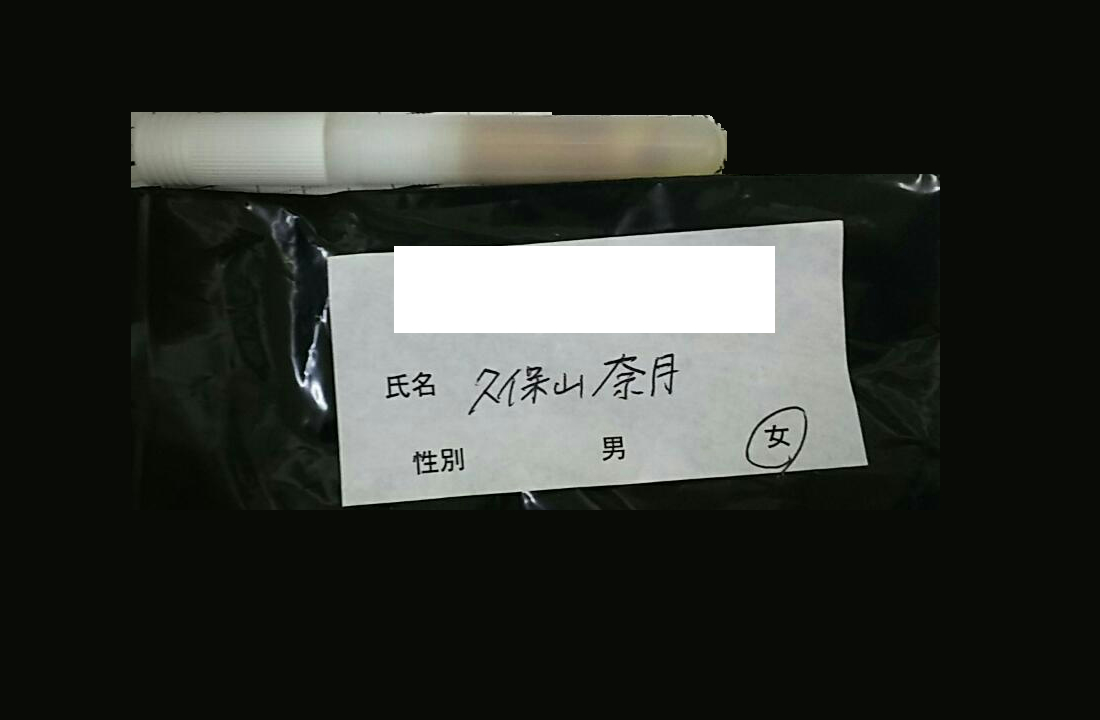 氏名 久保山 奈月
性別 男 女